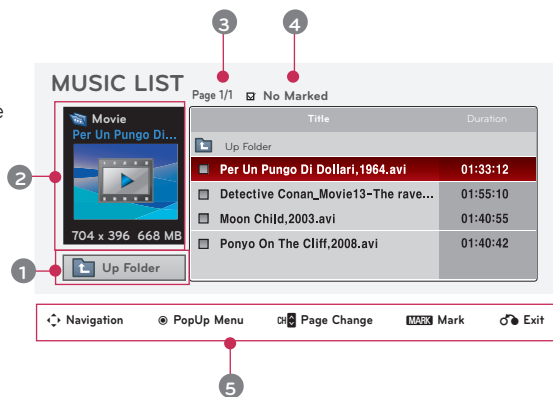 3
4
MUSIC LIST
Page 1/1 No Marked
e
Movie
Per Un Pungo Di...
704 x 396 668 MB
2
1
Up Folder
Title Duration
Up Folder
Per Un Pungo Di Dollari,1964.avi 01:33:12
Detective Conan_Movie13-The rave... 01:55:10
Moon Child,2003.avi 01:40:55
Ponyo On The Cliff,2008.avi 01:40:42
Navigation PopUp Menu CH Page Change MARK Mark Exit
5